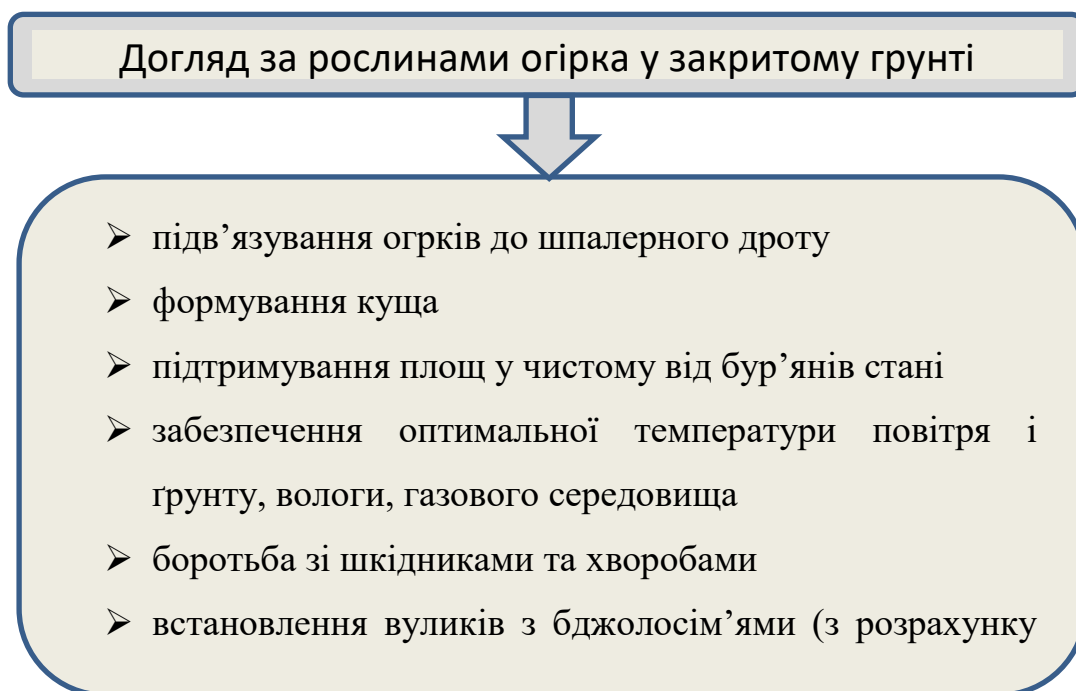 Догляд за рослинами огірка у закритому грунті
➢ підв’язування огрків до шпалерного дроту
➢ формування куща
➢ підтримування площ у чистому від бур’янів стані
➢ забезпечення оптимальної температури повітря і
ґрунту, вологи, газового середовища
➢ боротьба зі шкідниками та хворобами
➢ встановлення вуликів з бджолосім’ями (з розрахунку